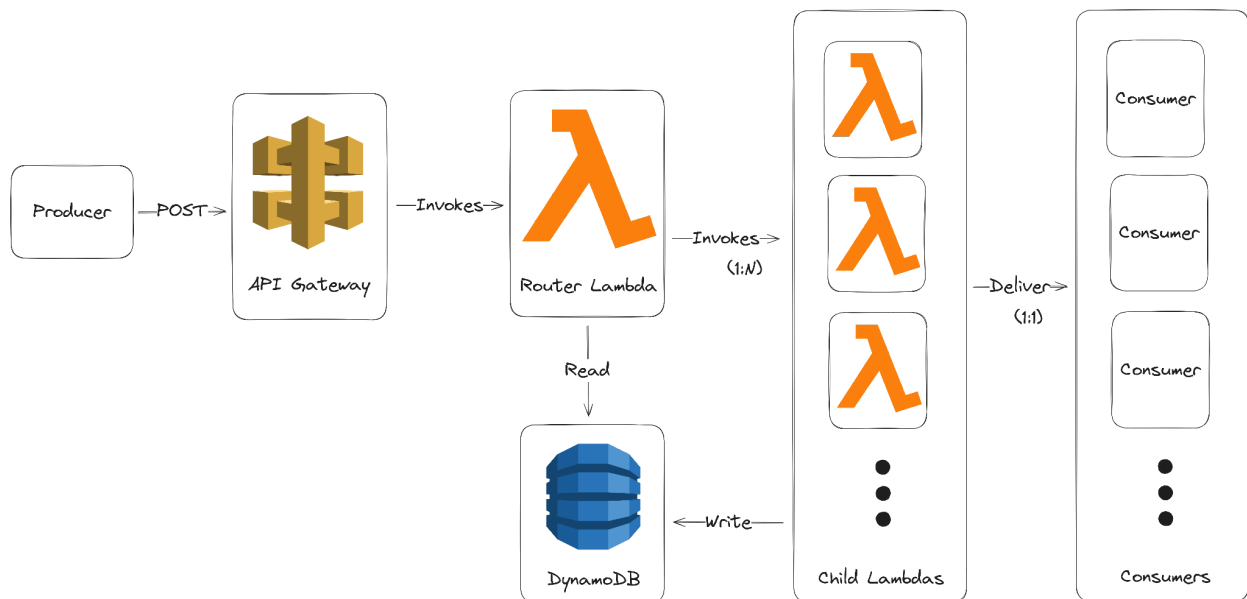 Producer
POST
API Gateway
Invokes
Router Lambda
Read
DynamoDB
Invokes
(1:N)
Write
Child Lambdas
Deliver
(1:1)
Consumer
Consumer
Consumer
Consumers